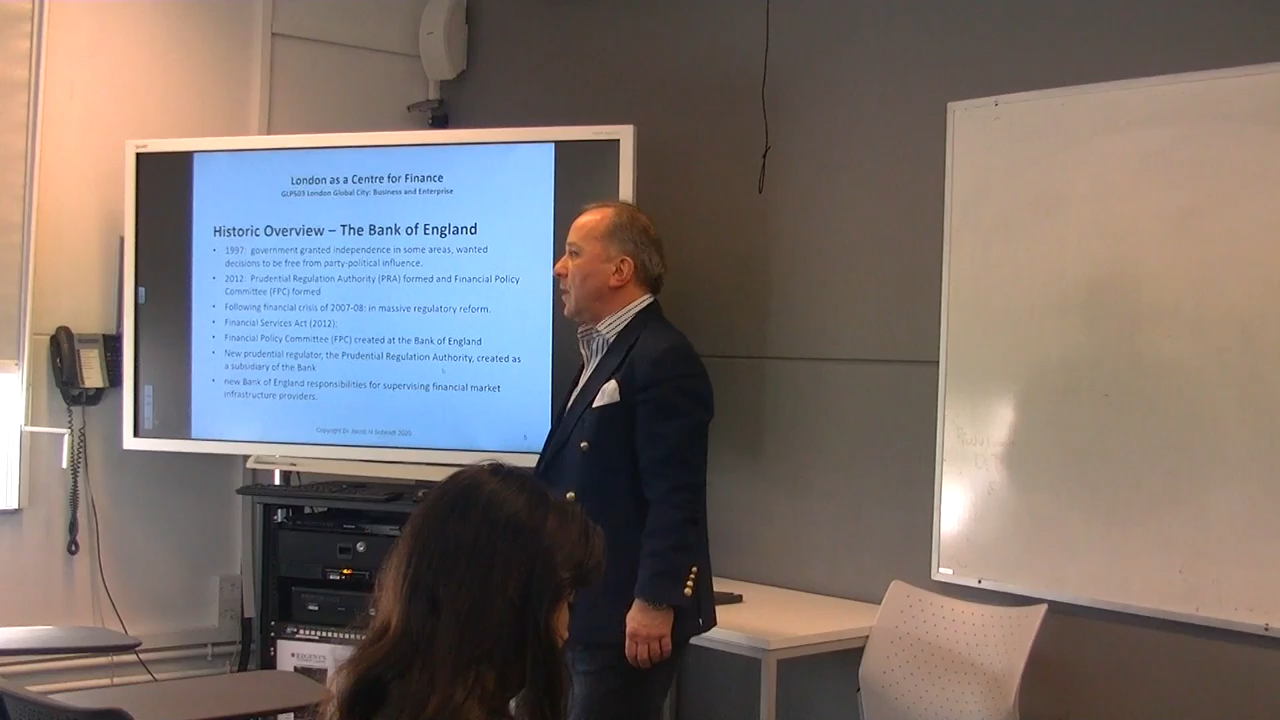 London as a Centre for Finance
GLP503 London Global City: Business and Enterprise
Historic Overview – The Bank of England
• 1997: government granted independence in some areas, wanted
decisions to be free from party-political influence.
• 2012: Prudential Regulation Authority (PRA) formed and Financial Policy
Committee (FPC) formed
• Following financial crisis of 2007-08: in massive regulatory reform.
• Financial Services Act (2012);
• Financial Policy Committee (FPC) created at the Bank of England
• New prudential regulator, the Prudential Regulation Authority, created as
a subsidiary of the Bank
• new Bank of England responsibilities for supervising financial market
infrastructure providers.
Copyright Dr Jacob H Schmidt 2020
5
REGENT'S